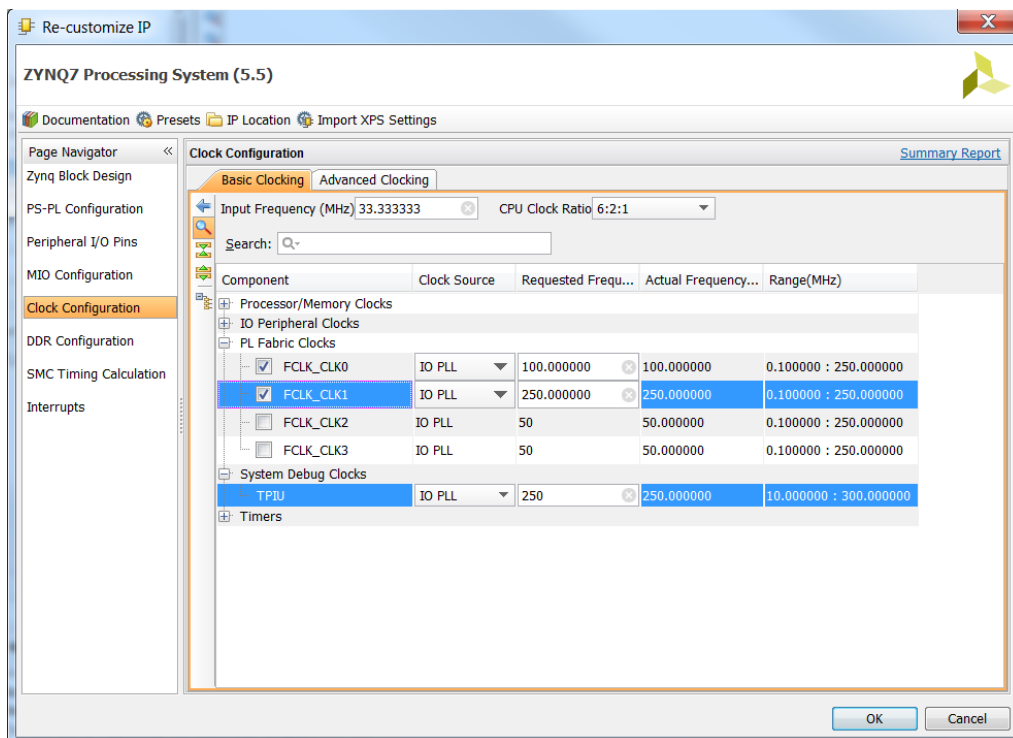 Re-customize IP
ZYNQ7 Processing System (5.5)
Documentation Presets IP Location Import XPS Settings
Page Navigator «
Zynq Block Design
PS-PL Configuration
Peripheral I/O Pins
MIO Configuration
Clock Configuration
DDR Configuration
SMC Timing Calculation
Interrupts
Clock Configuration Summary Report
Basic Clocking Advanced Clocking
Input Frequency (MHz) 33.333333 CPU Clock Ratio 6:2:1
Search:
Component Clock Source Requested Frequ... Actual Frequency... Range(MHz)
Processor/Memory Clocks
IO Peripheral Clocks
PL Fabric Clocks
FCLK_CLK0 IO PLL 100.000000 100.000000 0.100000 : 250.000000
FCLK_CLK1 IO PLL 250.000000 250.000000 0.100000 : 250.000000
FCLK_CLK2 IO PLL 50 50.000000 0.100000 : 250.000000
FCLK_CLK3 IO PLL 50 50.000000 0.100000 : 250.000000
System Debug Clocks
TPIU IO PLL 250 250.000000 10.000000 : 300.000000
Timers
OK Cancel